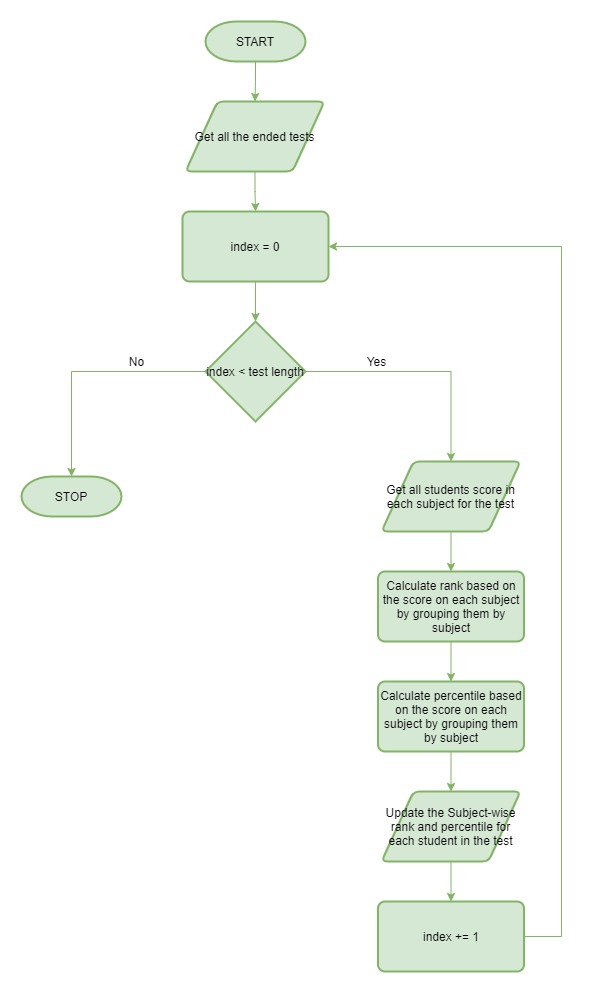 START
Get all the ended tests
index = 0
index < test length
No
Yes
STOP
Get all students score in
each subject for the test
Calculate rank based on
the score on each subject
by grouping them by
subject
Calculate percentile based
on the score on each
subject by grouping them
by subject
Update the Subject-wise
rank and percentile for
each student in the test
index += 1